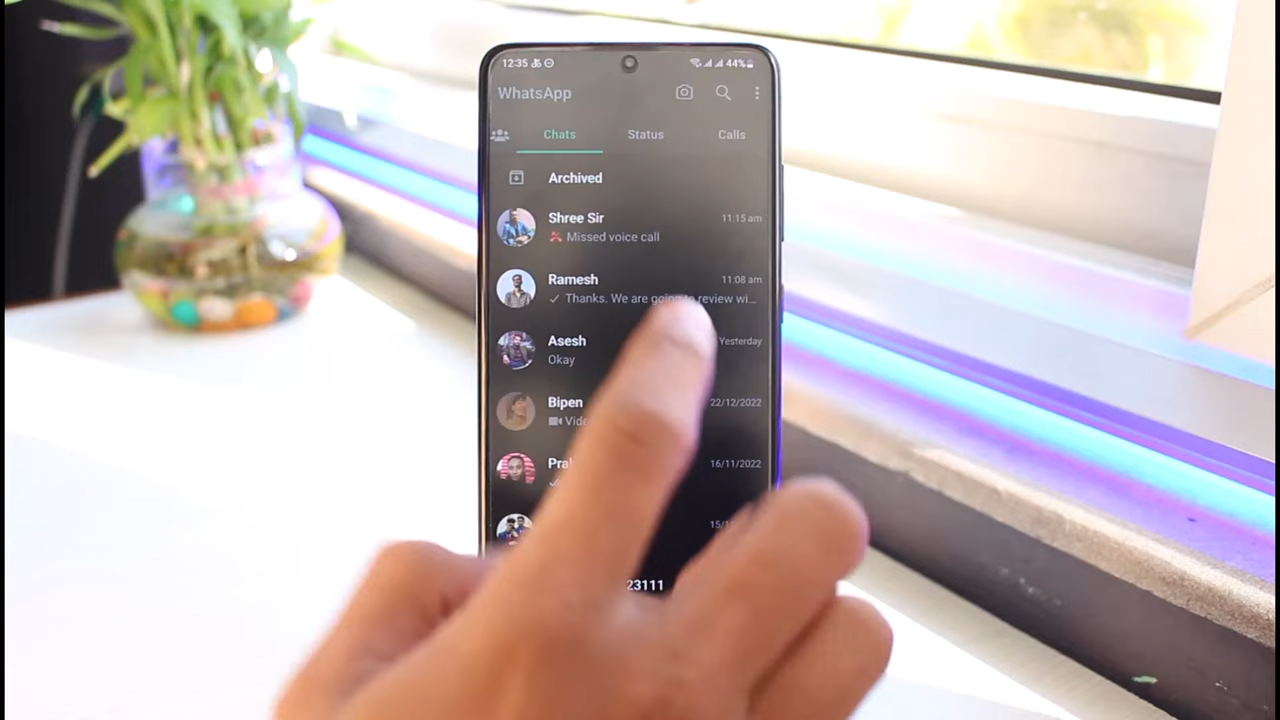 12:35 44%
WhatsApp
Chats Status Calls
Archived
Shree Sir 11:15 am
Missed voice call
Ramesh 11:08 am
Thanks. We are going to review wi...
Asesh Yesterday
Okay
Bipen 22/12/2022
16/11/2022
23111